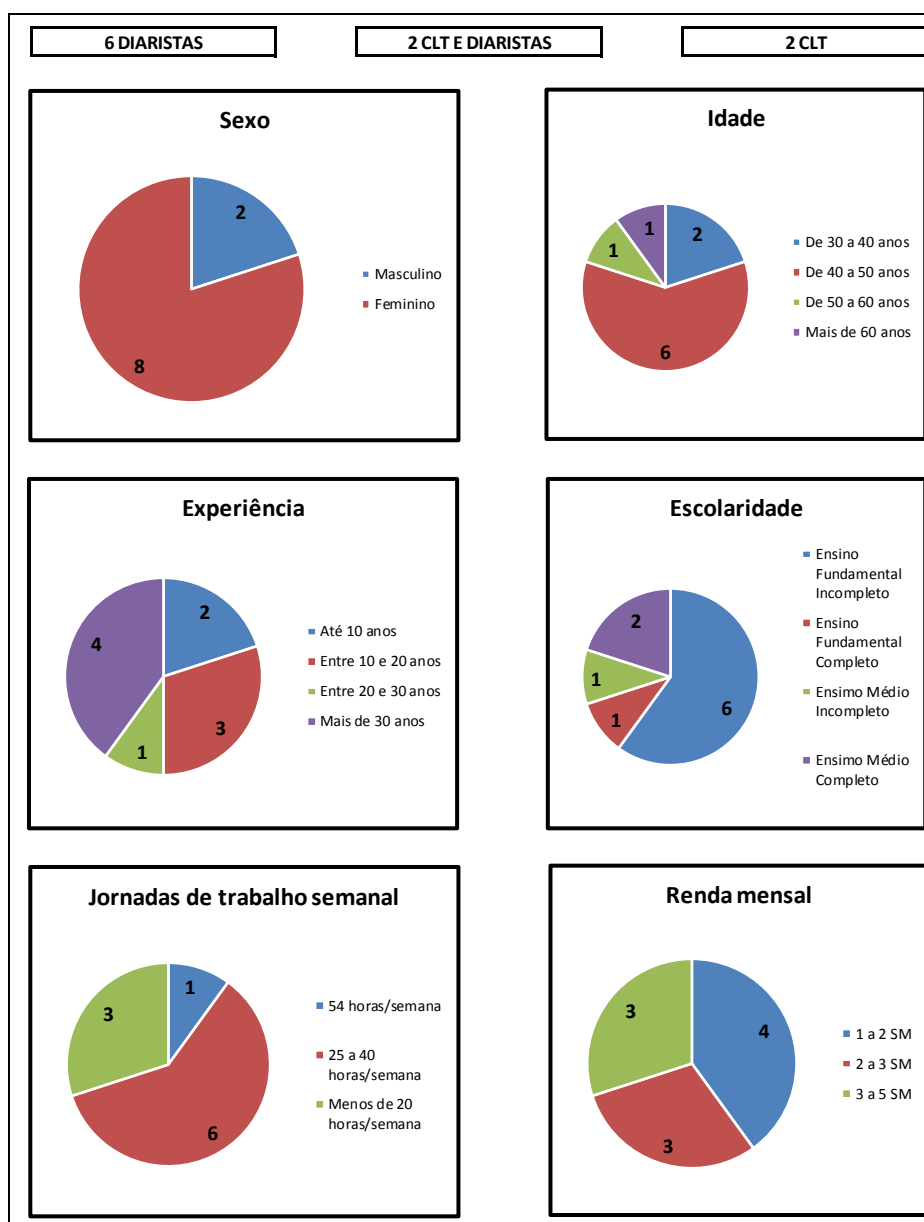 6 DIARISTAS
2 CLT E DIARISTAS
2 CLT
Sexo
2
8
Masculino
Feminino
Idade
1
2
1
6
De 30 a 40 anos
De 40 a 50 anos
De 50 a 60 anos
Mais de 60 anos
Experiência
2
4
3
1
Até 10 anos
Entre 10 e 20 anos
Entre 20 e 30 anos
Mais de 30 anos
Escolaridade
2
1
6
1
Ensino
Fundamental
Incompleto
Ensino
Fundamental
Completo
Ensimo Médio
Incompleto
Ensimo Médio
Completo
Jornadas de trabalho semanal
1
3
6
54 horas/semana
25 a 40
horas/semana
Menos de 20
horas/semana
Renda mensal
3
4
3
1 a 2 SM
2 a 3 SM
3 a 5 SM